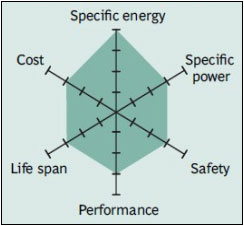 Specific energy
Cost
Specific
power
Life span
Safety
Performance